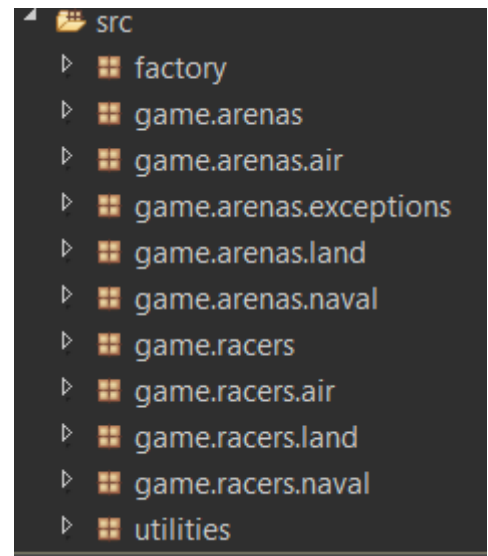 src
factory
game.arenas
game.arenas.air
game.arenas.exceptions
game.arenas.land
game.arenas.naval
game.racers
game.racers.air
game.racers.land
game.racers.naval
utilities